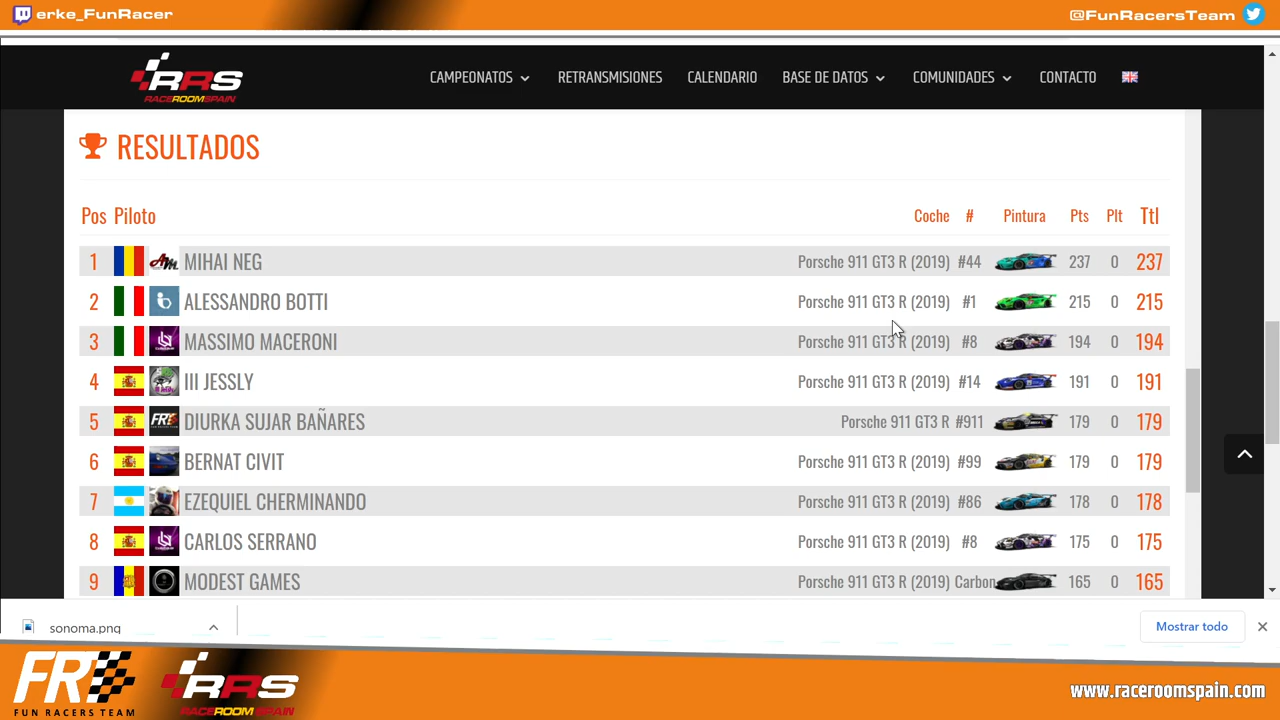 erke_FunRacer @FunRacersTeam
RRS
RACEROOMSPAIN
CAMPEONATOS RETRANSMISIONES CALENDARIO BASE DE DATOS COMUNIDADES CONTACTO
RESULTADOS
Pos Piloto Coche # Pintura Pts Plt Ttl
1 AM MIHAI NEG Porsche 911 GT3 R (2019) #44 237 0 237
2 ALESSANDRO BOTTI Porsche 911 GT3 R (2019) #1 215 0 215
3 MASSIMO MACERONI Porsche 911 GT3 R (2019) #8 194 0 194
4 III JESSLY Porsche 911 GT3 R (2019) #14 191 0 191
5 FRT DIURKA SUJAR BAÑARES Porsche 911 GT3 R #911 179 0 179
6 BERNAT CIVIT Porsche 911 GT3 R (2019) #99 179 0 179
7 EZEQUIEL CHERMINANDO Porsche 911 GT3 R (2019) #86 178 0 178
8 CARLOS SERRANO Porsche 911 GT3 R (2019) #8 175 0 175
9 MODEST GAMES Porsche 911 GT3 R (2019) Carbon 165 0 165
sonoma.png Mostrar todo
FRT RRS
FUN RACERS TEAM RACEROOM SPAIN
www.raceroomspain.com